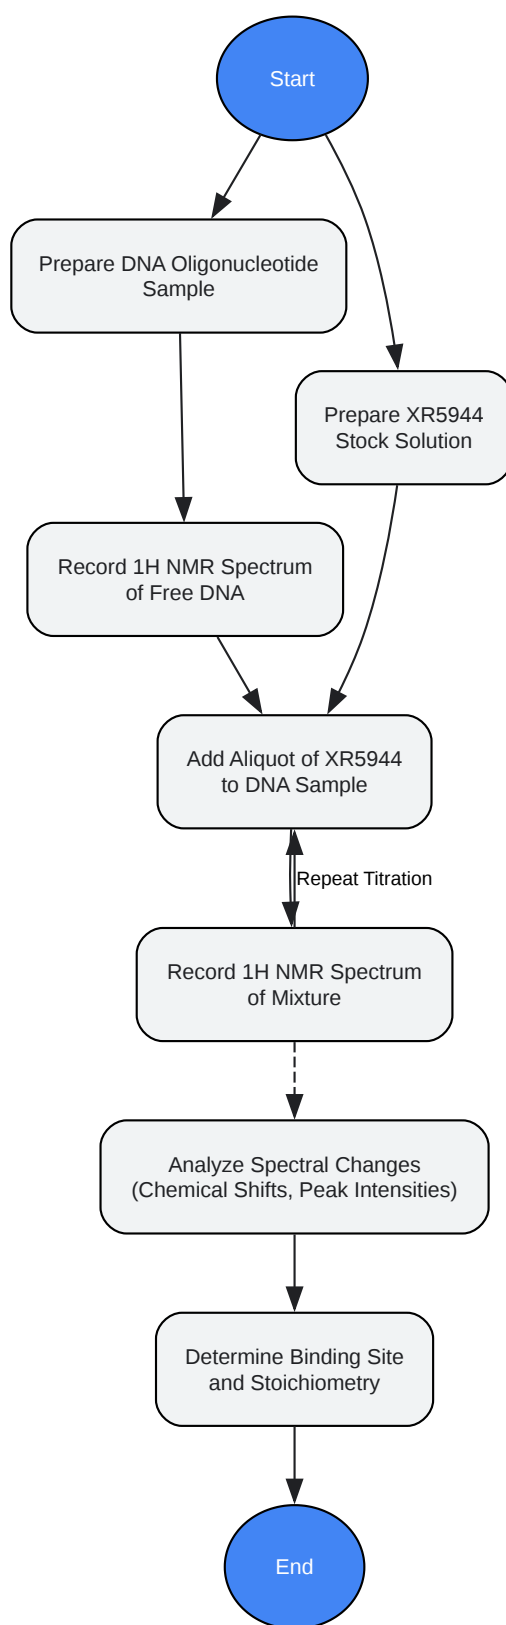 Start
Prepare DNA Oligonucleotide
Sample
Prepare XR5944
Stock Solution
Record 1H NMR Spectrum
of Free DNA
Add Aliquot of XR5944
to DNA Sample
Repeat Titration
Record 1H NMR Spectrum
of Mixture
Analyze Spectral Changes
(Chemical Shifts, Peak Intensities)
Determine Binding Site
and Stoichiometry
End